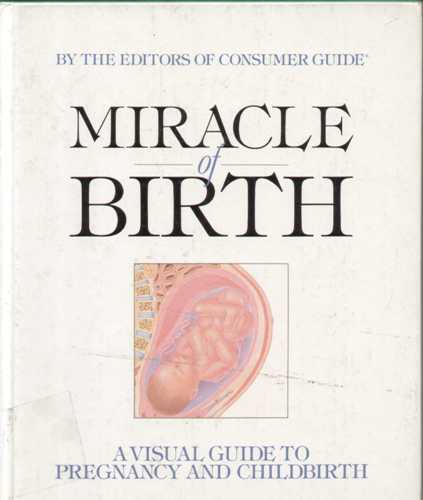 BY THE EDITORS OF CONSUMER GUIDE®
MIRACLE
of
BIRTH
A VISUAL GUIDE TO
PREGNANCY AND CHILDBIRTH